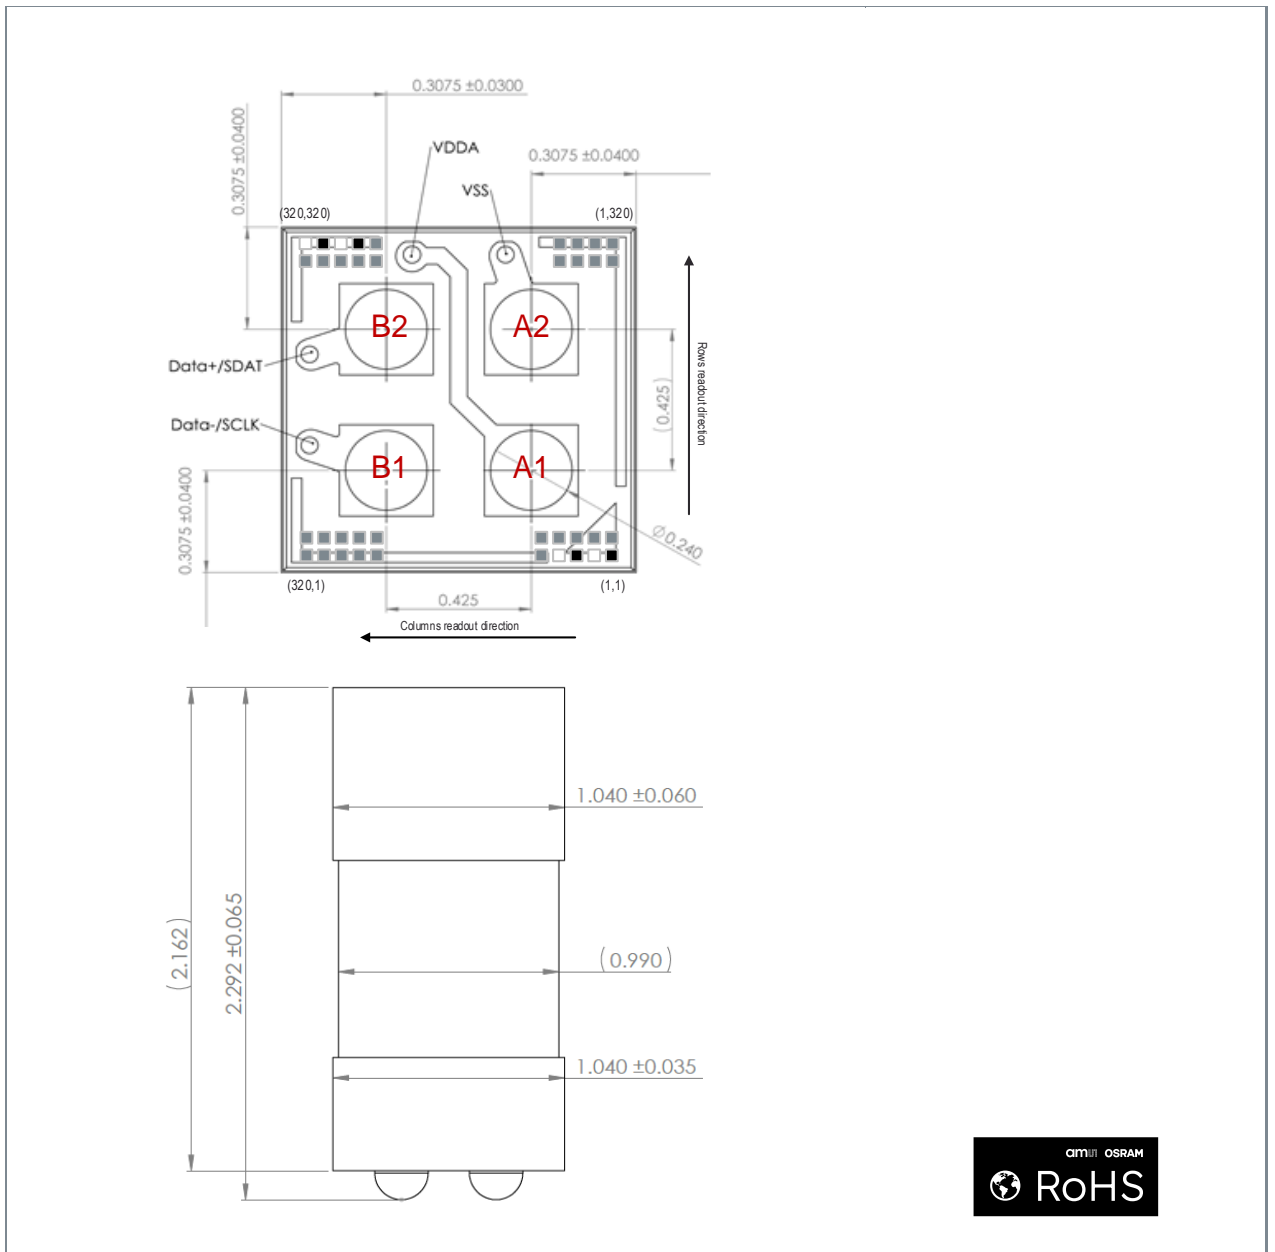 0.3075 ±0.0300
0.3075 ±0.0400
VDDA
0.3075 ±0.0400
VSS
(320,320)
(1,320)
B2
A2
Rows readout direction
Data+/SDAT
(0.425)
Data-/SCLK
B1
A1
0.3075 ±0.0400
Ø0.240
(320,1)
(1,1)
0.425
Columns readout direction
1.040 ±0.060
(2.162)
2.292 ±0.065
(0.990)
1.040 ±0.035
am OSRAM
RoHS